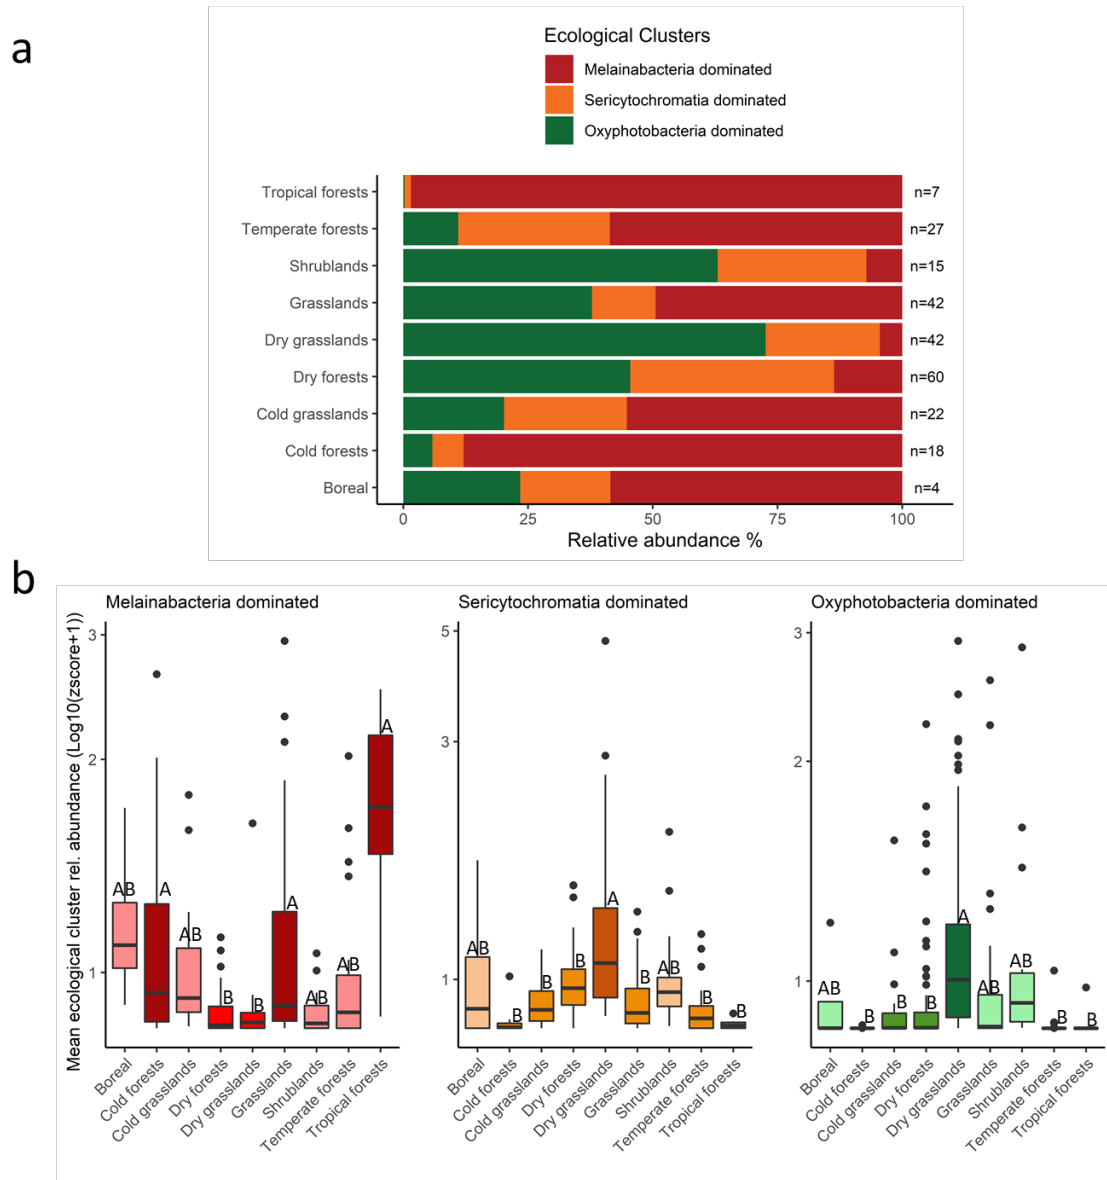 a
Ecological Clusters
Melainabacteria dominated
Sericytochromatia dominated
Oxyphotobacteria dominated
Tropical forests n=7
Temperate forests n=27
Shrublands n=15
Grasslands n=42
Dry grasslands n=42
Dry forests n=60
Cold grasslands n=22
Cold forests n=18
Boreal n=4
0 25 50 75 100
Relative abundance %
b
Mean ecological cluster rel. abundance (Log10(zscore+1))
Melainabacteria dominated
3
2
1
AB A AB B B A AB AB A
Boreal
Cold forests
Cold grasslands
Dry forests
Dry grasslands
Grasslands
Shrublands
Temperate forests
Tropical forests
Sericytochromatia dominated
5
3
1
AB B B B A B AB B B
Boreal
Cold forests
Cold grasslands
Dry forests
Dry grasslands
Grasslands
Shrublands
Temperate forests
Tropical forests
Oxyphotobacteria dominated
3
2
1
AB B B B A AB AB B B
Boreal
Cold forests
Cold grasslands
Dry forests
Dry grasslands
Grasslands
Shrublands
Temperate forests
Tropical forests